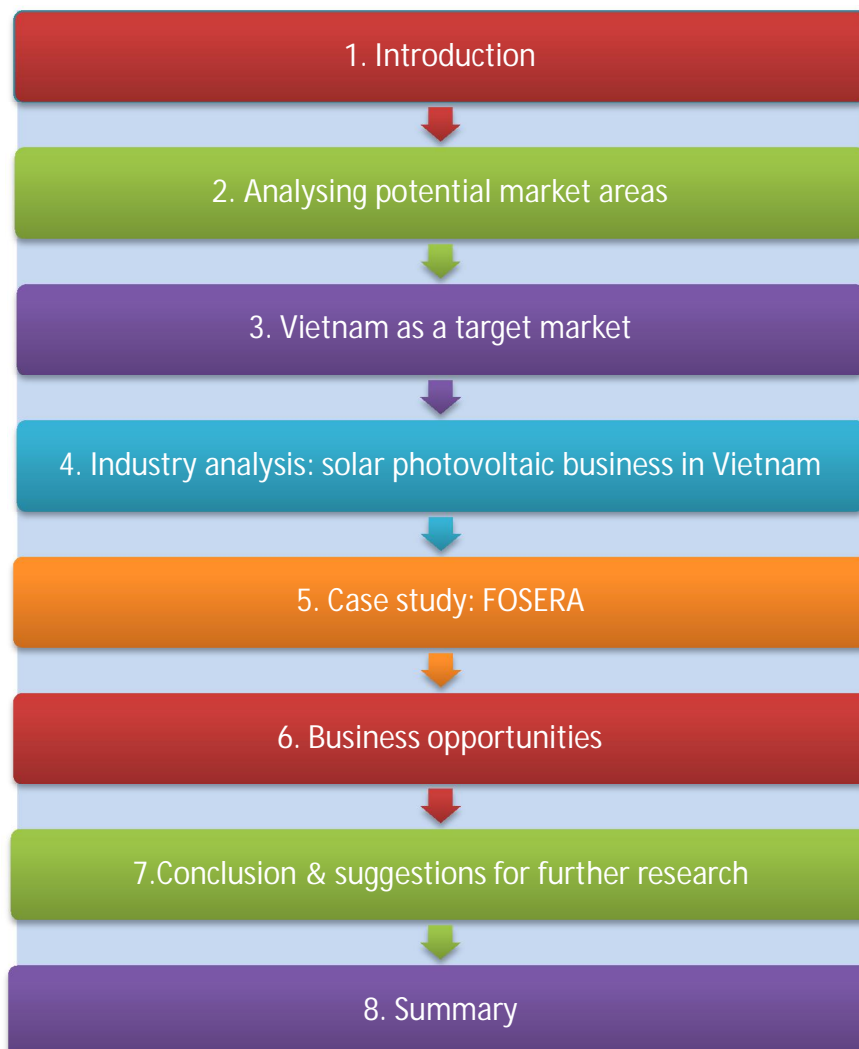 1. Introduction
2. Analysing potential market areas
3. Vietnam as a target market
4. Industry analysis: solar photovoltaic business in Vietnam
5. Case study: FOSERA
6. Business opportunities
7.Conclusion & suggestions for further research
8. Summary